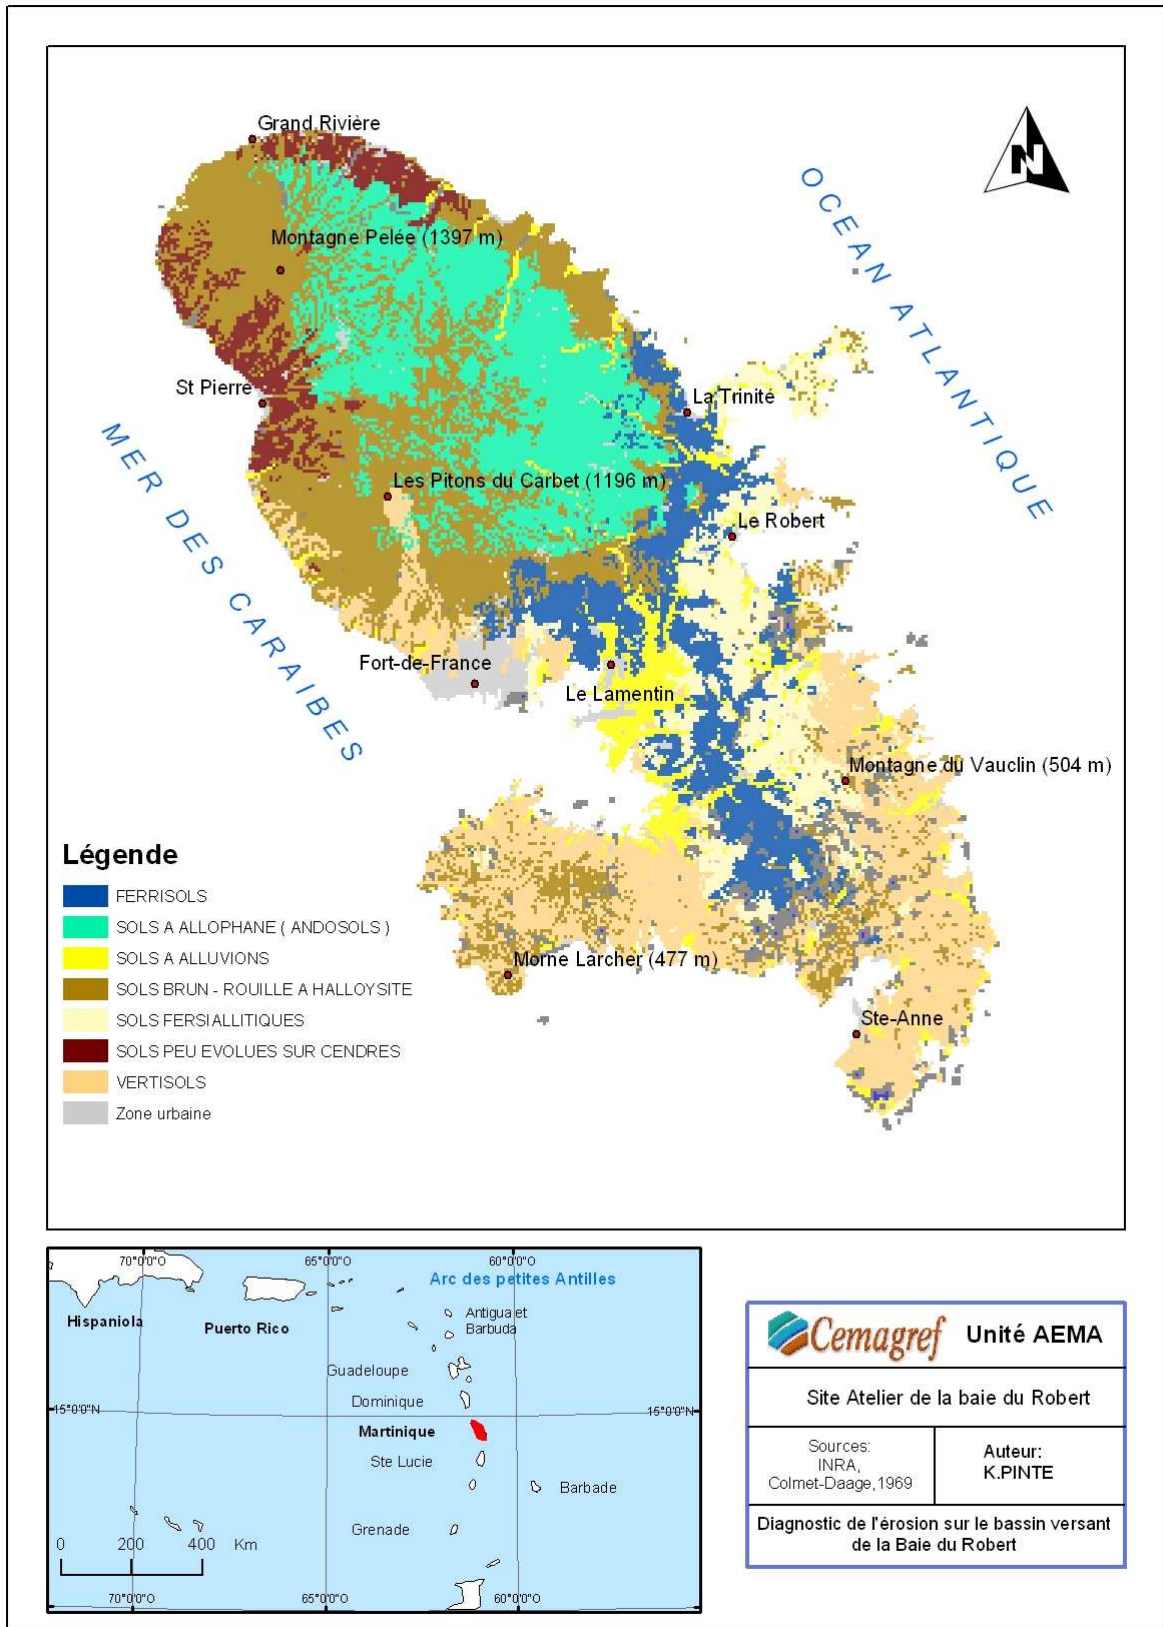 Grand Rivière
N
OCEAN ATLANTIQUE
Montagne Pelée (1397 m)
St Pierre
La Trinité
MER DES CARAIBES
Les Pitons du Carbet (1196 m)
Le Robert
Fort-de-France
Le Lamentin
Montagne du Vauclin (504 m)
Morne Larcher (477 m)
Ste-Anne
Légende
FERRISOLS
SOLS A ALLOPHANE ( ANDOSOLS )
SOLS A ALLUVIONS
SOLS BRUN - ROUILLE A HALLOYSITE
SOLS FERSIALLITIQUES
SOLS PEU EVOLUES SUR CENDRES
VERTISOLS
Zone urbaine
70°0'0"O 65°0'0"O 60°0'0"O
Arc des petites Antilles
Hispaniola
Puerto Rico
Antigua et
Barbuda
Guadeloupe
Dominique
15°0'0"N 15°0'0"N
Martinique
Ste Lucie
Barbade
Grenade
0 200 400 Km
70°0'0"O 65°0'0"O 60°0'0"O
Cemagref Unité AEMA
Site Atelier de la baie du Robert
Sources:
INRA,
Colmet-Daage,1969
Auteur:
K.PINTE
Diagnostic de l'érosion sur le bassin versant
de la Baie du Robert